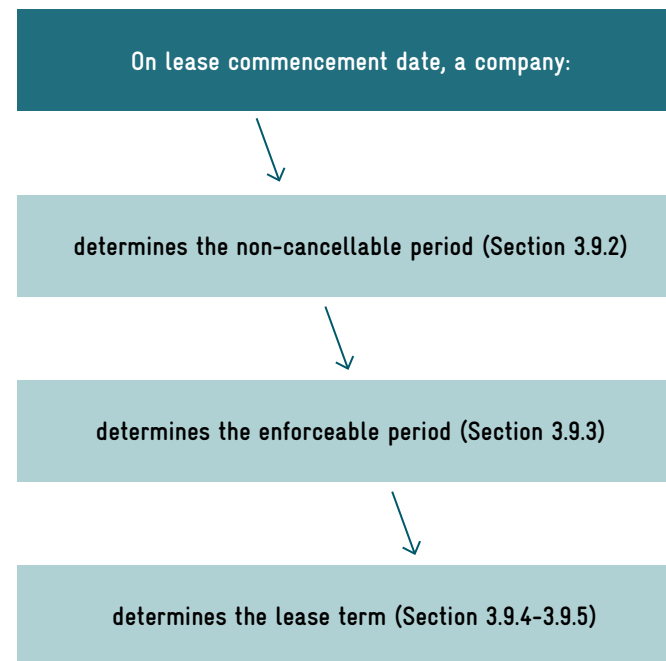 On lease commencement date, a company:
determines the non-cancellable period (Section 3.9.2)
determines the enforceable period (Section 3.9.3)
determines the lease term (Section 3.9.4-3.9.5)